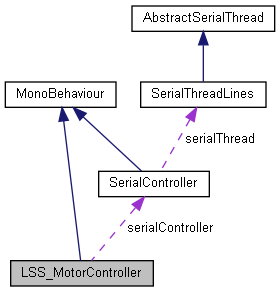 AbstractSerialThread
MonoBehaviour
SerialThreadLines
serialThread
SerialController
serialController
LSS_MotorController